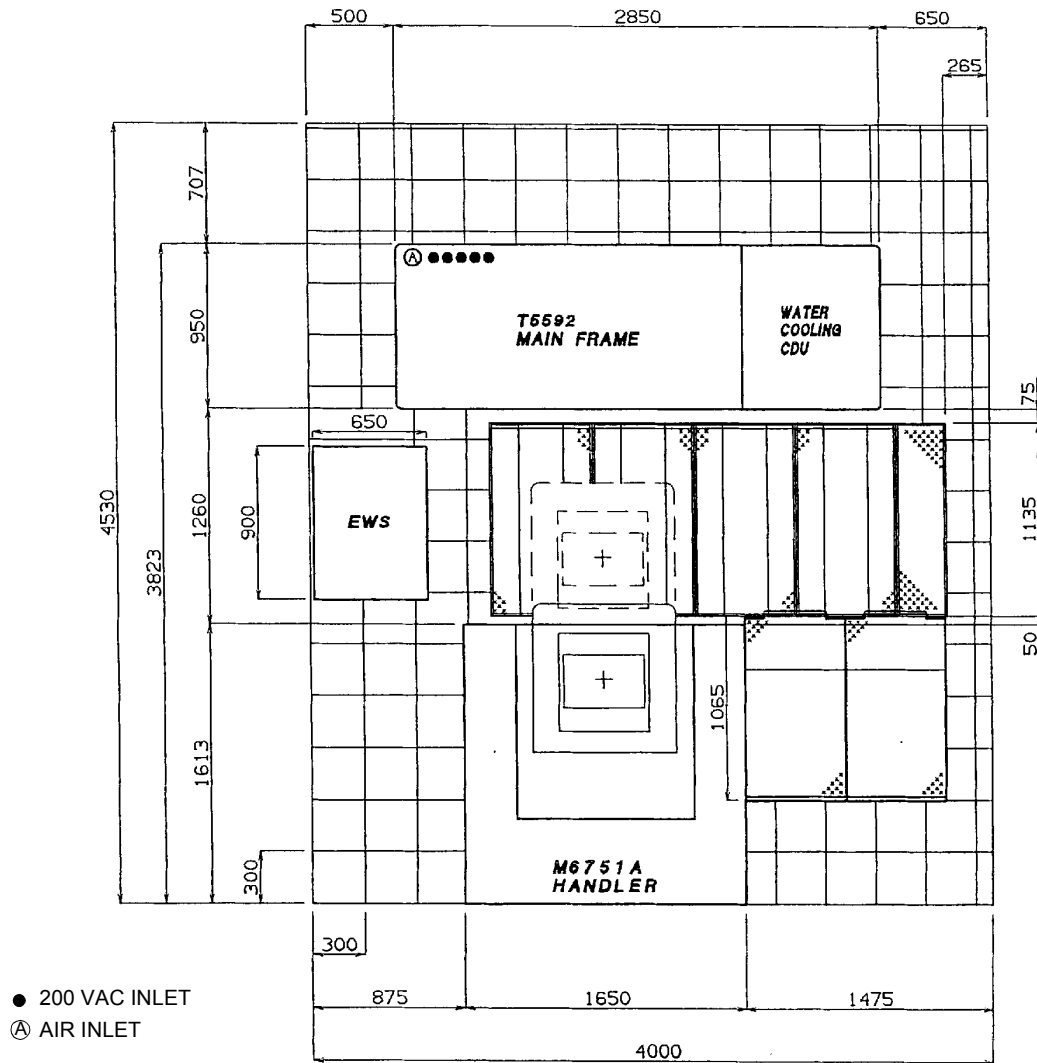 500
2850
650
265
707
950
4530
3823
1260
1613
300
Ⓐ
T5592
MAIN FRAME
WATER
COOLING
CDU
75
650
900
EWS
1135
50
1065
M6751A
HANDLER
300
875
1650
1475
4000
● 200 VAC INLET
Ⓐ AIR INLET